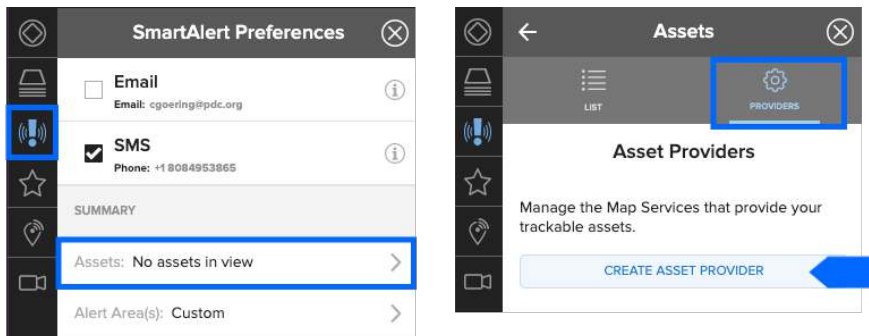 SmartAlert Preferences
Email
Email: cgoering@pdc.org
SMS
Phone: +1 8084953865
SUMMARY
Assets: No assets in view
Alert Area(s): Custom
Assets
LIST
PROVIDERS
Asset Providers
Manage the Map Services that provide your
trackable assets.
CREATE ASSET PROVIDER